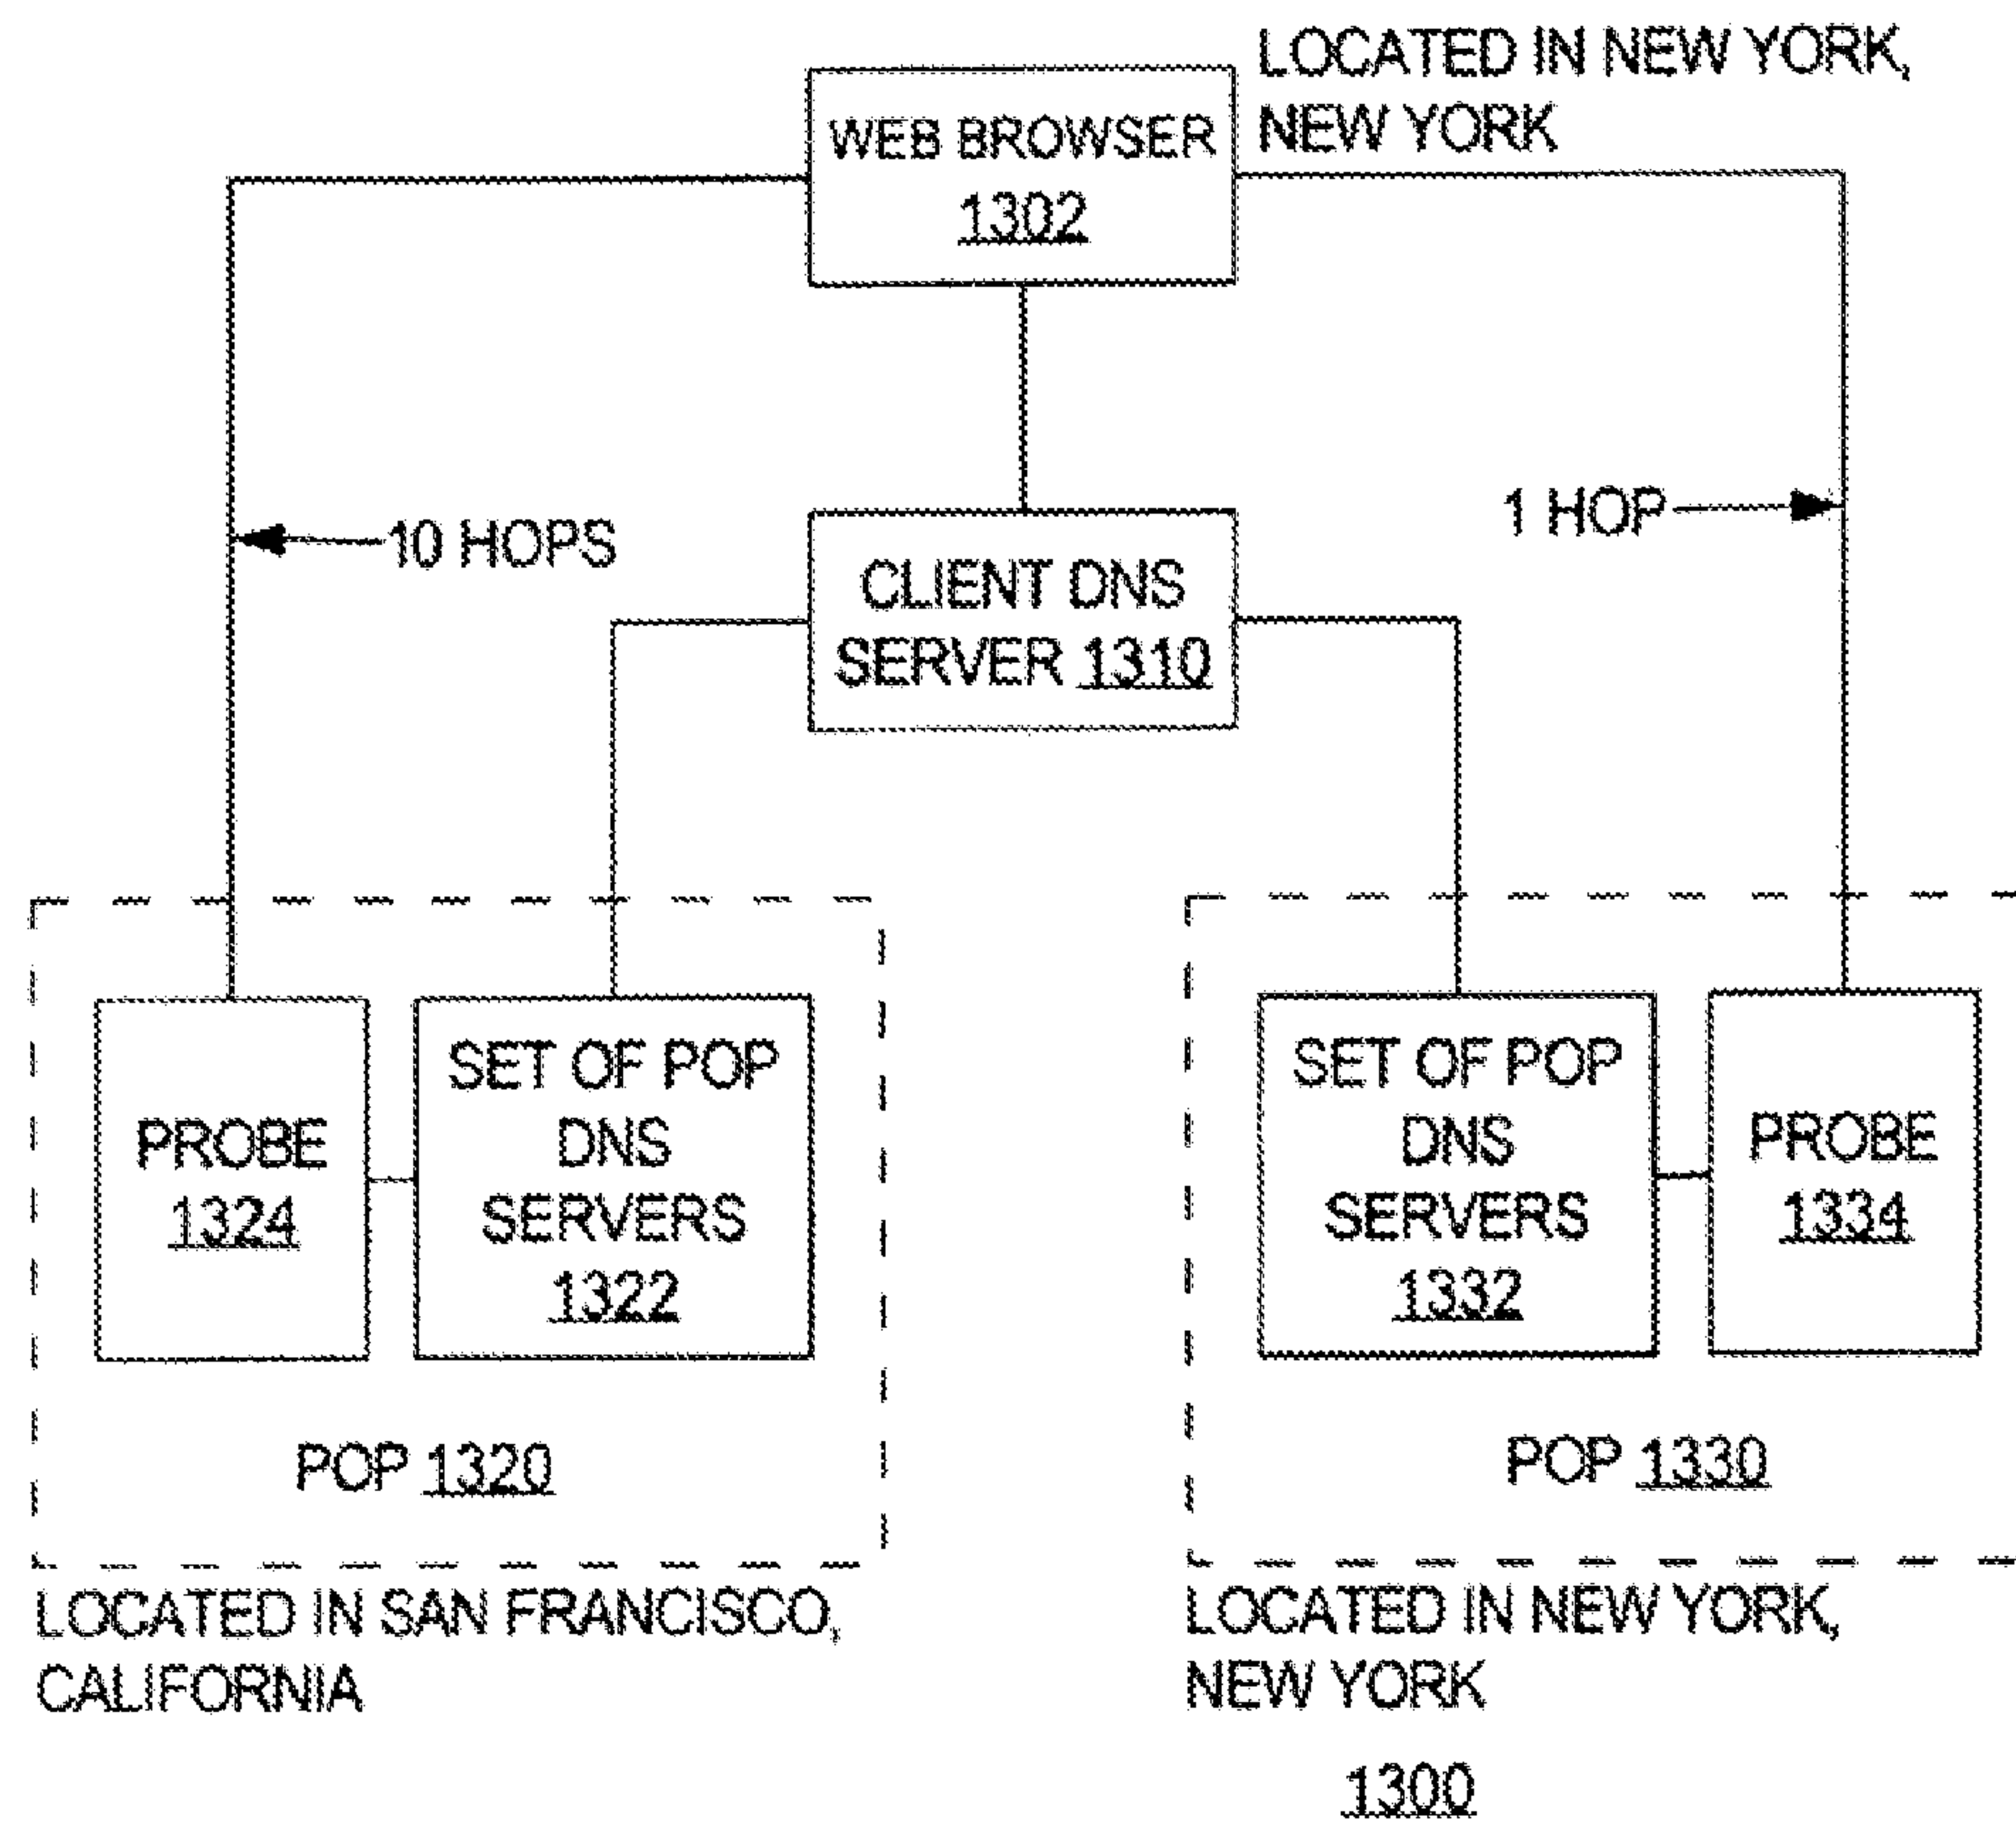 LOCATED IN NEW YORK,
NEW YORK
WEB BROWSER
1302
10 HOPS
1 HOP
CLIENT DNS
SERVER 1310
PROBE
1324
SET OF POP
DNS
SERVERS
1322
SET OF POP
DNS
SERVERS
1332
PROBE
1334
POP 1320
POP 1330
LOCATED IN SAN FRANCISCO,
CALIFORNIA
LOCATED IN NEW YORK,
NEW YORK
1300